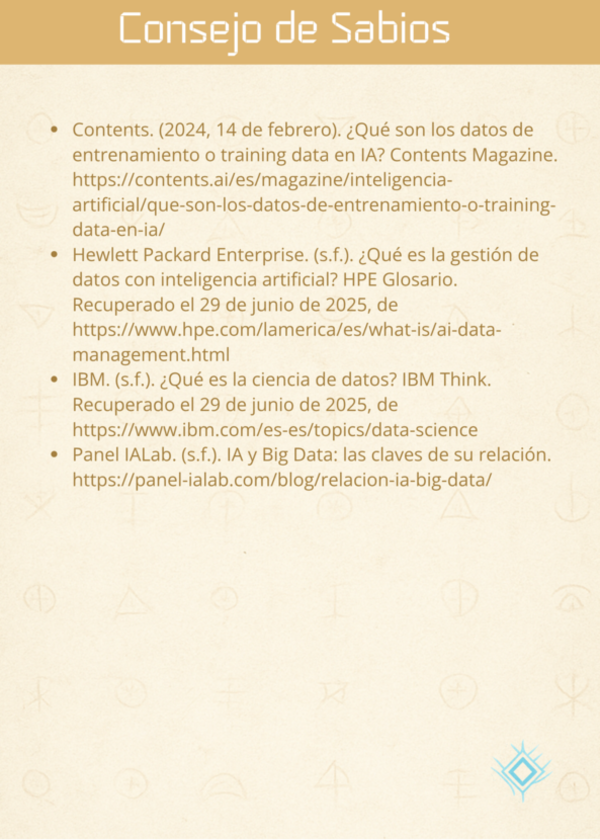 Consejo de Sabios
• Contents. (2024, 14 de febrero). ¿Qué son los datos de
entrenamiento o training data en IA? Contents Magazine.
https://contents.ai/es/magazine/inteligencia-
artificial/que-son-los-datos-de-entrenamiento-o-training-
data-en-ia/
• Hewlett Packard Enterprise. (s.f.). ¿Qué es la gestión de
datos con inteligencia artificial? HPE Glosario.
Recuperado el 29 de junio de 2025, de
https://www.hpe.com/lamerica/es/what-is/ai-data-
management.html
• IBM. (s.f.). ¿Qué es la ciencia de datos? IBM Think.
Recuperado el 29 de junio de 2025, de
https://www.ibm.com/es-es/topics/data-science
• Panel IALab. (s.f.). IA y Big Data: las claves de su relación.
https://panel-ialab.com/blog/relacion-ia-big-data/